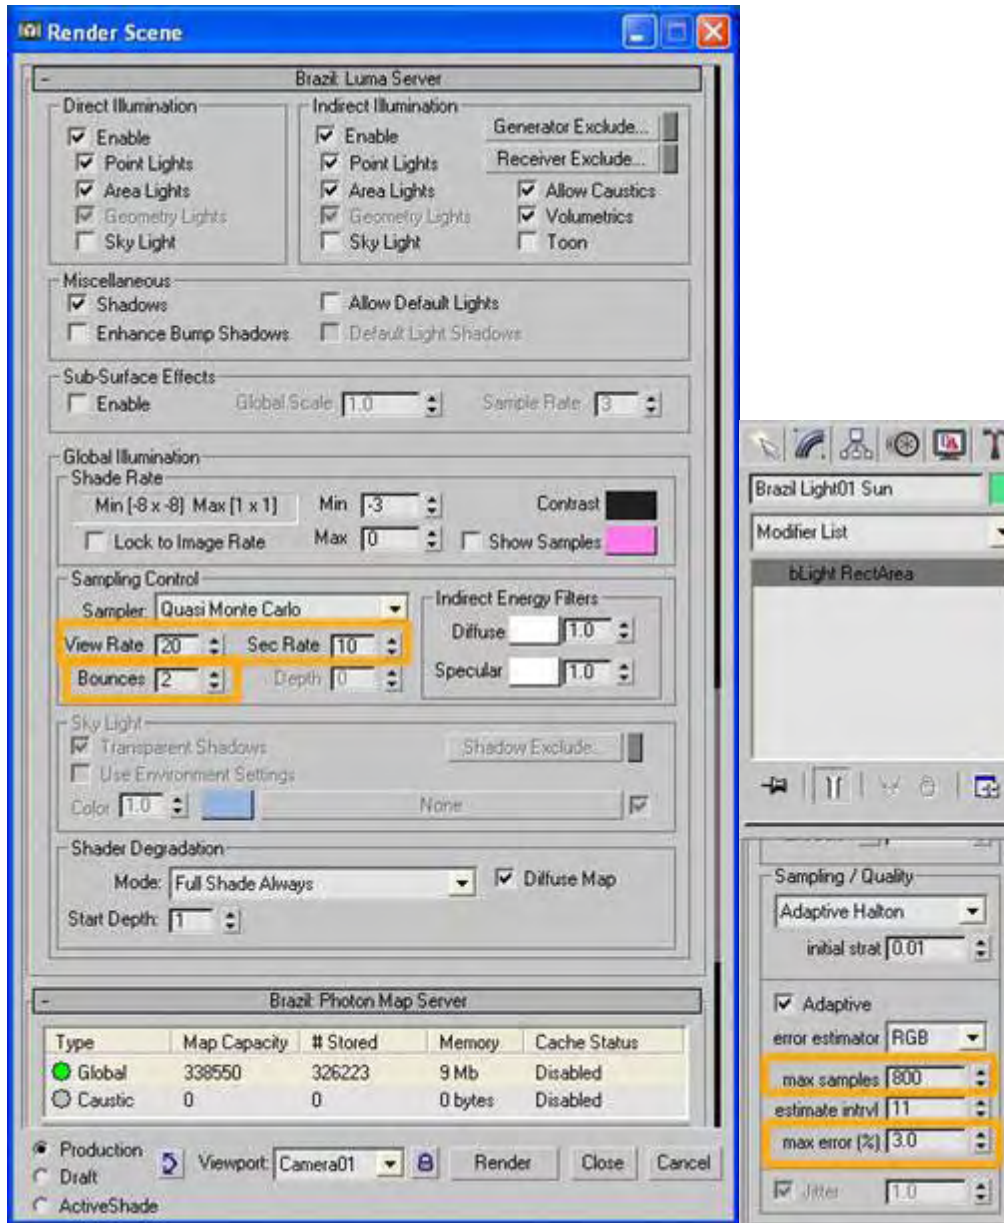 Render Scene
Brazil: Luma Server
Direct Illumination
Enable
Point Lights
Area Lights
Geometry Lights
Sky Light
Indirect Illumination
Enable
Point Lights
Area Lights
Geometry Lights
Sky Light
Generator Exclude...
Receiver Exclude...
Allow Caustics
Volumetrics
Toon
Miscellaneous
Shadows
Allow Default Lights
Enhance Bump Shadows
Default Light Shadows
Sub-Surface Effects
Enable Global Scale 1.0 Sample Rate 3
Global Illumination
Shade Rate
Min [-8 x -8] Max [1 x 1] Min -3 Contrast
Lock to Image Rate Max 0 Show Samples
Sampling Control
Sampler: Quasi Monte Carlo
View Rate 20 Sec Rate 10
Bounces 2 Depth 0
Indirect Energy Filters
Diffuse 1.0
Specular 1.0
Sky Light
Transparent Shadows Shadow Exclude...
Use Environment Settings
Color 1.0 None
Shader Degradation
Mode: Full Shade Always Diffuse Map
Start Depth: 1
Brazil: Photon Map Server
Type Map Capacity # Stored Memory Cache Status
Global 338550 326223 9 Mb Disabled
Caustic 0 0 0 bytes Disabled
Production
Draft
ActiveShade
Viewport: Camera01 Render Close Cancel
Brazil Light01 Sun
Modifier List
bLight RectArea
Sampling / Quality
Adaptive Halton
initial strat 0.01
Adaptive
error estimator RGB
max samples 800
estimate intrvl 11
max error (%) 3.0
Jitter 1.0